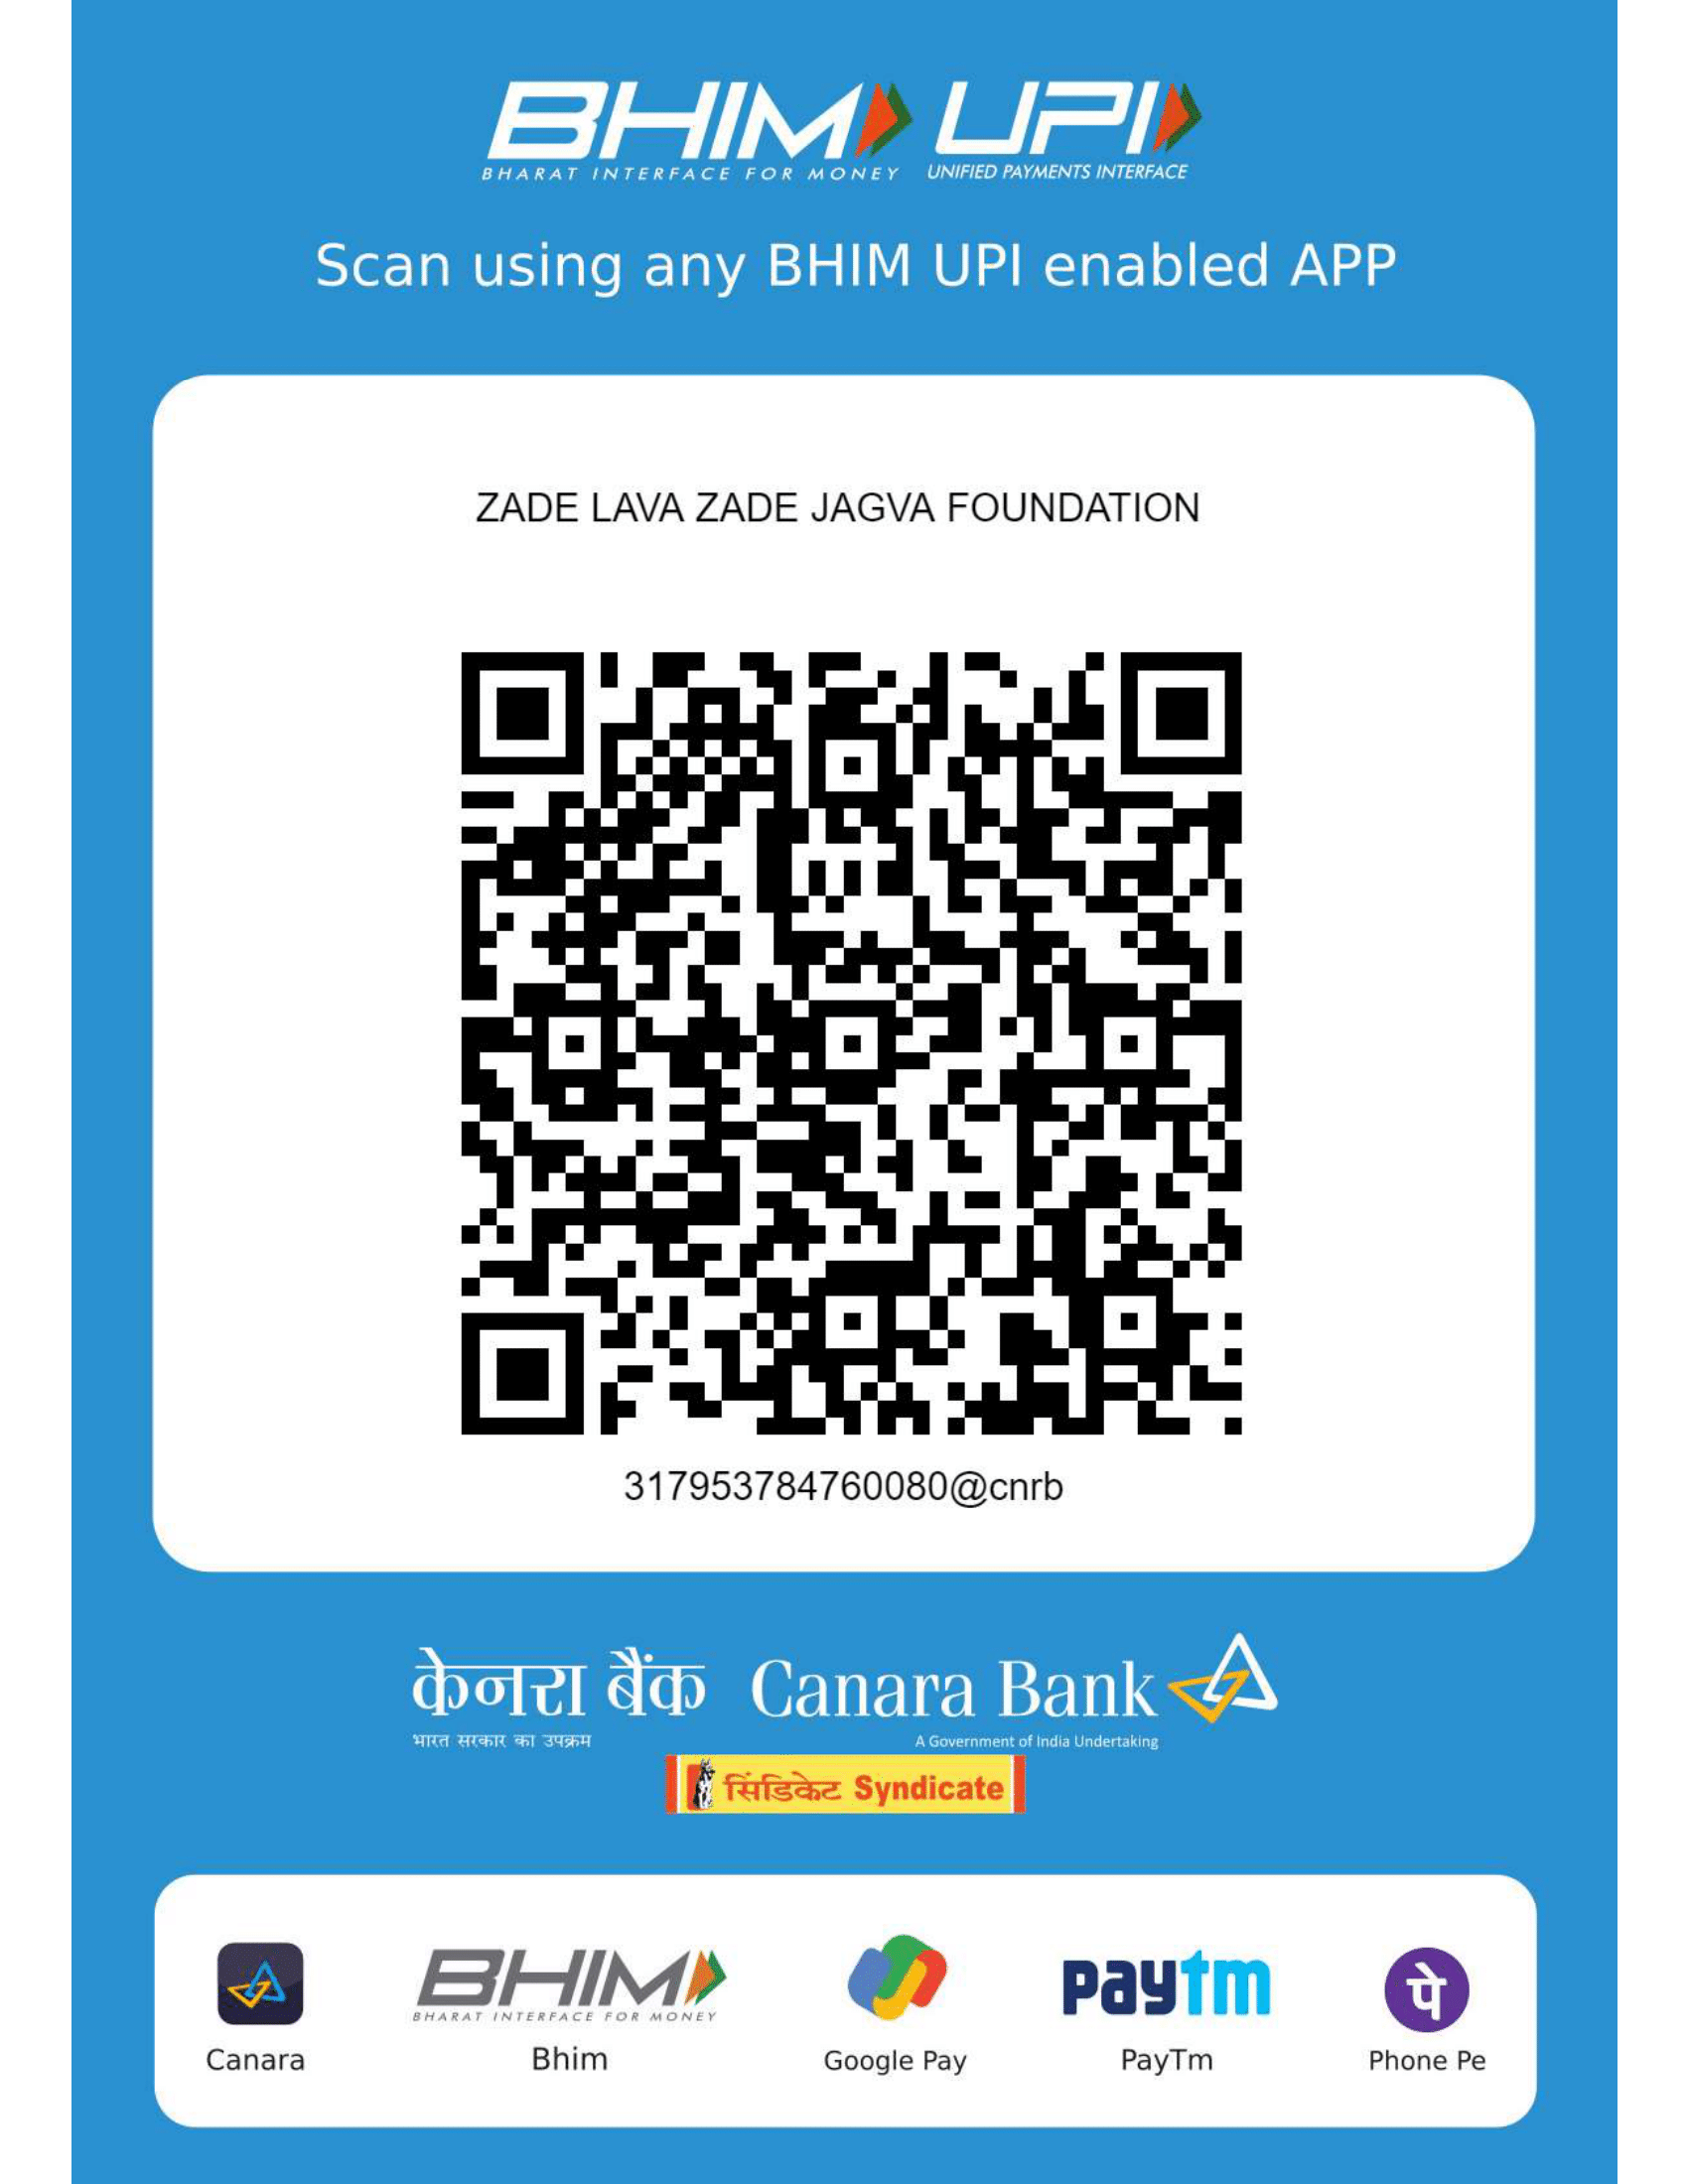 BHIM UPI
BHARAT INTERFACE FOR MONEY UNIFIED PAYMENTS INTERFACE
Scan using any BHIM UPI enabled APP
ZADE LAVA ZADE JAGVA FOUNDATION
317953784760080@cnrb
केनरा बैंक Canara Bank
भारत सरकार का उपक्रम A Government of India Undertaking
सिंडिकेट Syndicate
BHIM paytm पे
BHARAT INTERFACE FOR MONEY
Canara Bhim Google Pay PayTm Phone Pe